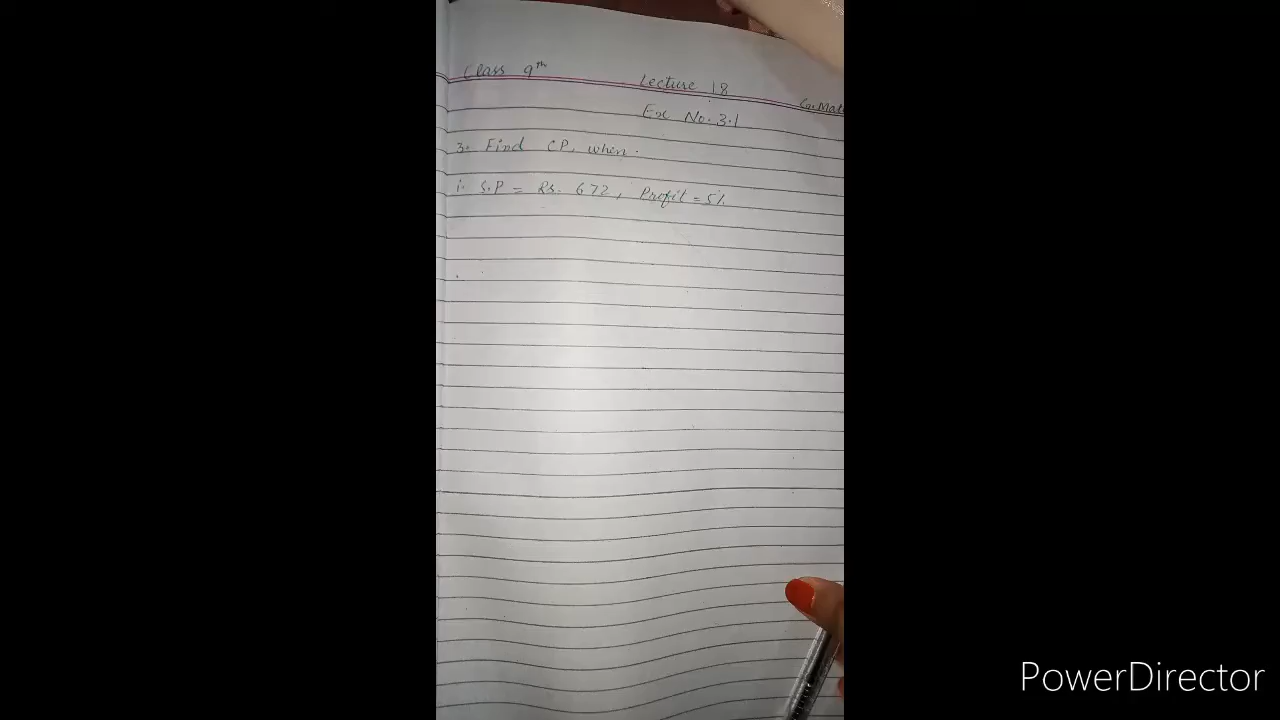 Class 9th
Lecture 18
Ex No. 3.1
3. Find CP, when.
i. S.P = Rs. 672, Profit = 5%
PowerDirector